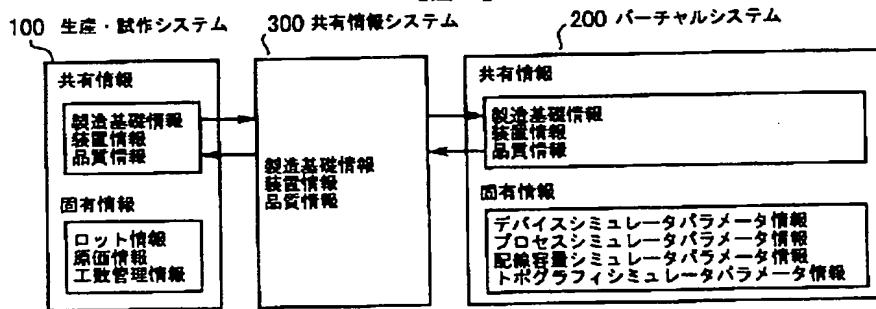 100 生産・試作システム
共有情報
製造基礎情報
装置情報
品質情報
固有情報
ロット情報
原価情報
工数管理情報
300 共有情報システム
製造基礎情報
装置情報
品質情報
200 バーチャルシステム
共有情報
製造基礎情報
装置情報
品質情報
固有情報
デバイスシミュレータパラメータ情報
プロセスシミュレータパラメータ情報
配線容量シミュレータパラメータ情報
トポグラフィシミュレータパラメータ情報